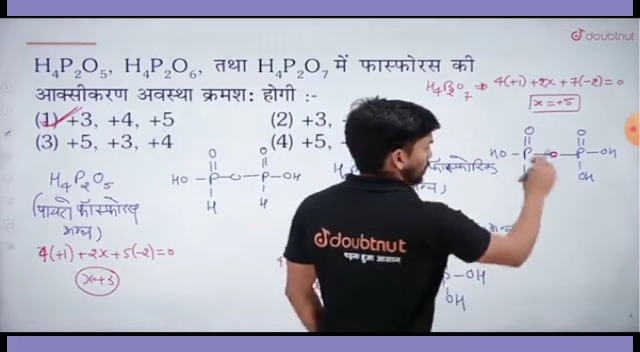 doubtnut
H₄P₂O₅, H₄P₂O₆, तथा H₄P₂O₇ में फास्फोरस की
आक्सीकरण अवस्था क्रमशः होगी :-
H₄P₂O₇ ⇒ 4(+1)+2x+7(-2)=0
x=+5
(1) +3, +4, +5
(2) +3,
(3) +5, +3, +4
(4) +5,
H₄P₂O₅
(पायरो फॉस्फोरस
अम्ल)
4(+1)+2x+5(-2)=0
x=+3
HO-P-O-P-OH
O O
H H
HO-P-O-P-OH
O O
OH
P-OH
OH
doubtnut
पढ़ना हुआ आसान